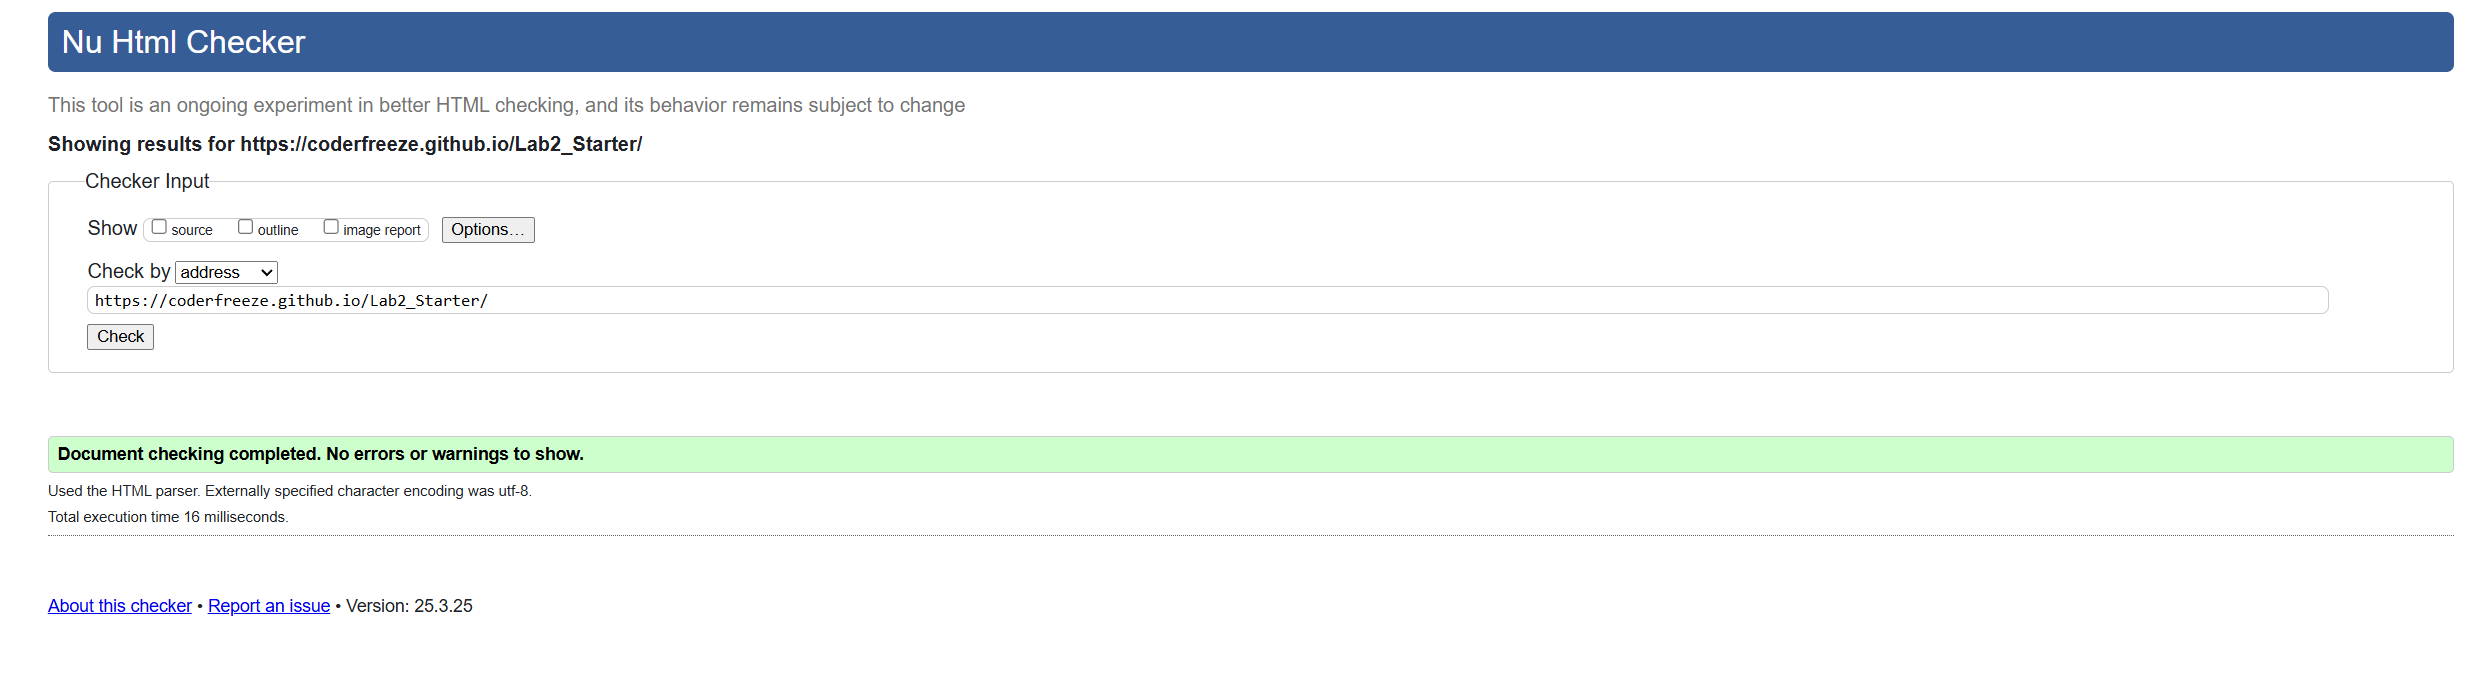 Nu Html Checker
This tool is an ongoing experiment in better HTML checking, and its behavior remains subject to change
Showing results for https://coderfreeze.github.io/Lab2_Starter/
Checker Input
Show source outline image report Options...
Check by address
https://coderfreeze.github.io/Lab2_Starter/
Check
Document checking completed. No errors or warnings to show.
Used the HTML parser. Externally specified character encoding was utf-8.
Total execution time 16 milliseconds.
About this checker • Report an issue • Version: 25.3.25